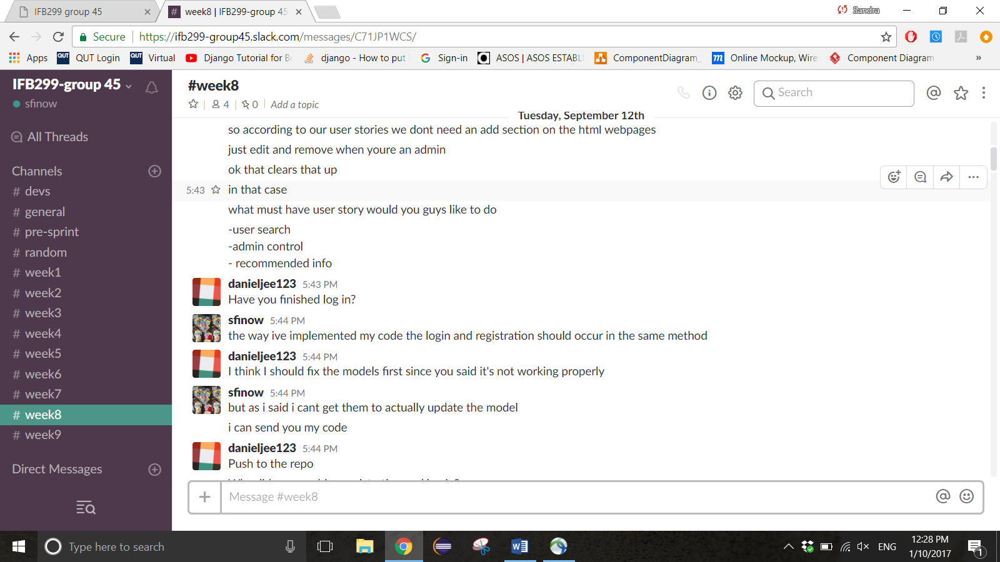 IFB299 group 45
week8 | IFB299-group 45
Sandra
Secure
https://ifb299-group45.slack.com/messages/C71JP1WCS/
Apps
QUT QUT Login
QUT Virtual
Django Tutorial for Be
django - How to put
Sign-in
ASOS | ASOS ESTABLI
ComponentDiagram_
Online Mockup, Wire
Component Diagram
»
IFB299-group 45
sfinow
All Threads
Channels
# devs
# general
# pre-sprint
# random
# week1
# week2
# week3
# week4
# week5
# week6
# week7
# week8
# week9
Direct Messages
#week8
4 | 0 | Add a topic
Search
Tuesday, September 12th
so according to our user stories we dont need an add section on the html webpages
just edit and remove when youre an admin
ok that clears that up
5:43 in that case
what must have user story would you guys like to do
-user search
-admin control
- recommended info
danieljee123 5:43 PM
Have you finished log in?
sfinow 5:44 PM
the way ive implemented my code the login and registration should occur in the same method
danieljee123 5:44 PM
I think I should fix the models first since you said it's not working properly
sfinow 5:44 PM
but as i said i cant get them to actually update the model
i can send you my code
danieljee123 5:44 PM
Push to the repo
Message #week8
Type here to search
ENG
12:28 PM
1/10/2017
1